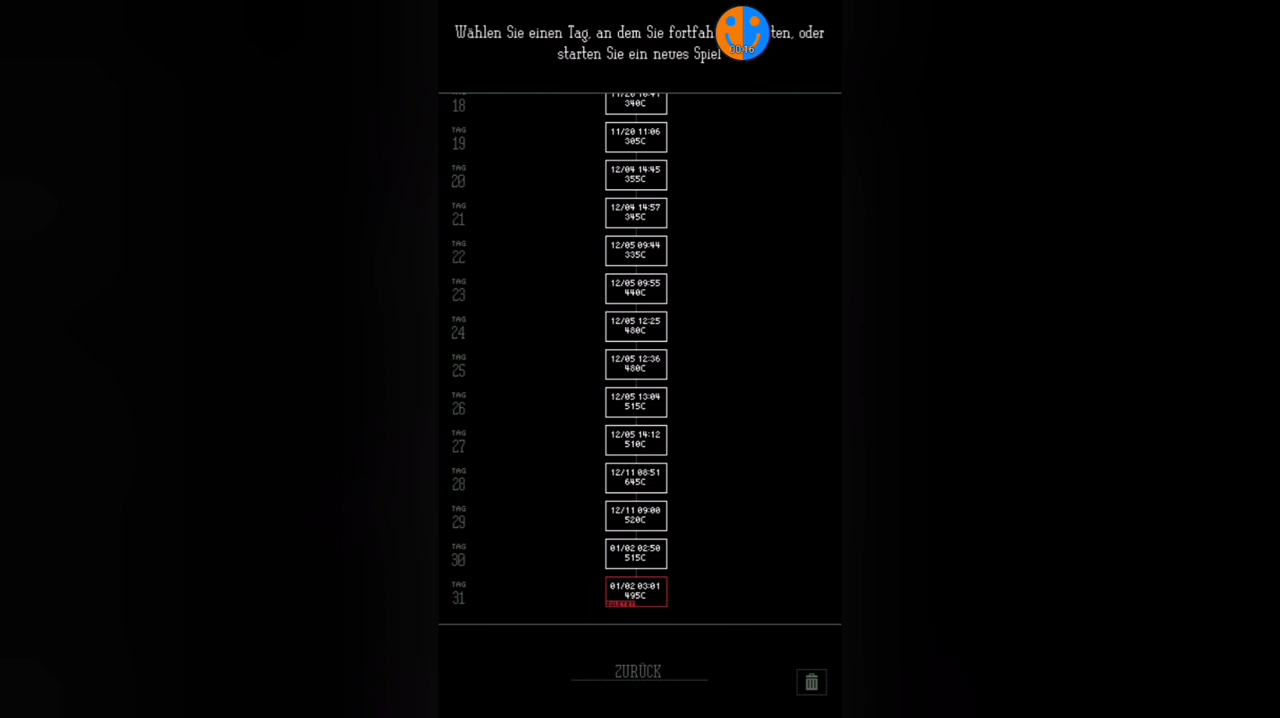 Wählen Sie einen Tag, an dem Sie
00:16
oder
starten Sie ein neues Spiel
18
340C
TAG
19
11/20 11:06
305C
TAG
20
12/04 14:45
355C
TAG
21
12/04 14:57
345C
TAG
22
12/05 09:44
335C
TAG
23
12/05 09:55
440C
TAG
24
12/05 12:25
480C
TAG
25
12/05 12:36
480C
TAG
26
12/05 13:04
515C
TAG
27
12/05 14:12
510C
TAG
28
12/11 08:51
645C
TAG
29
12/11 09:00
520C
TAG
30
01/02 02:50
515C
TAG
31
01/02 03:01
495C
ZURÜCK